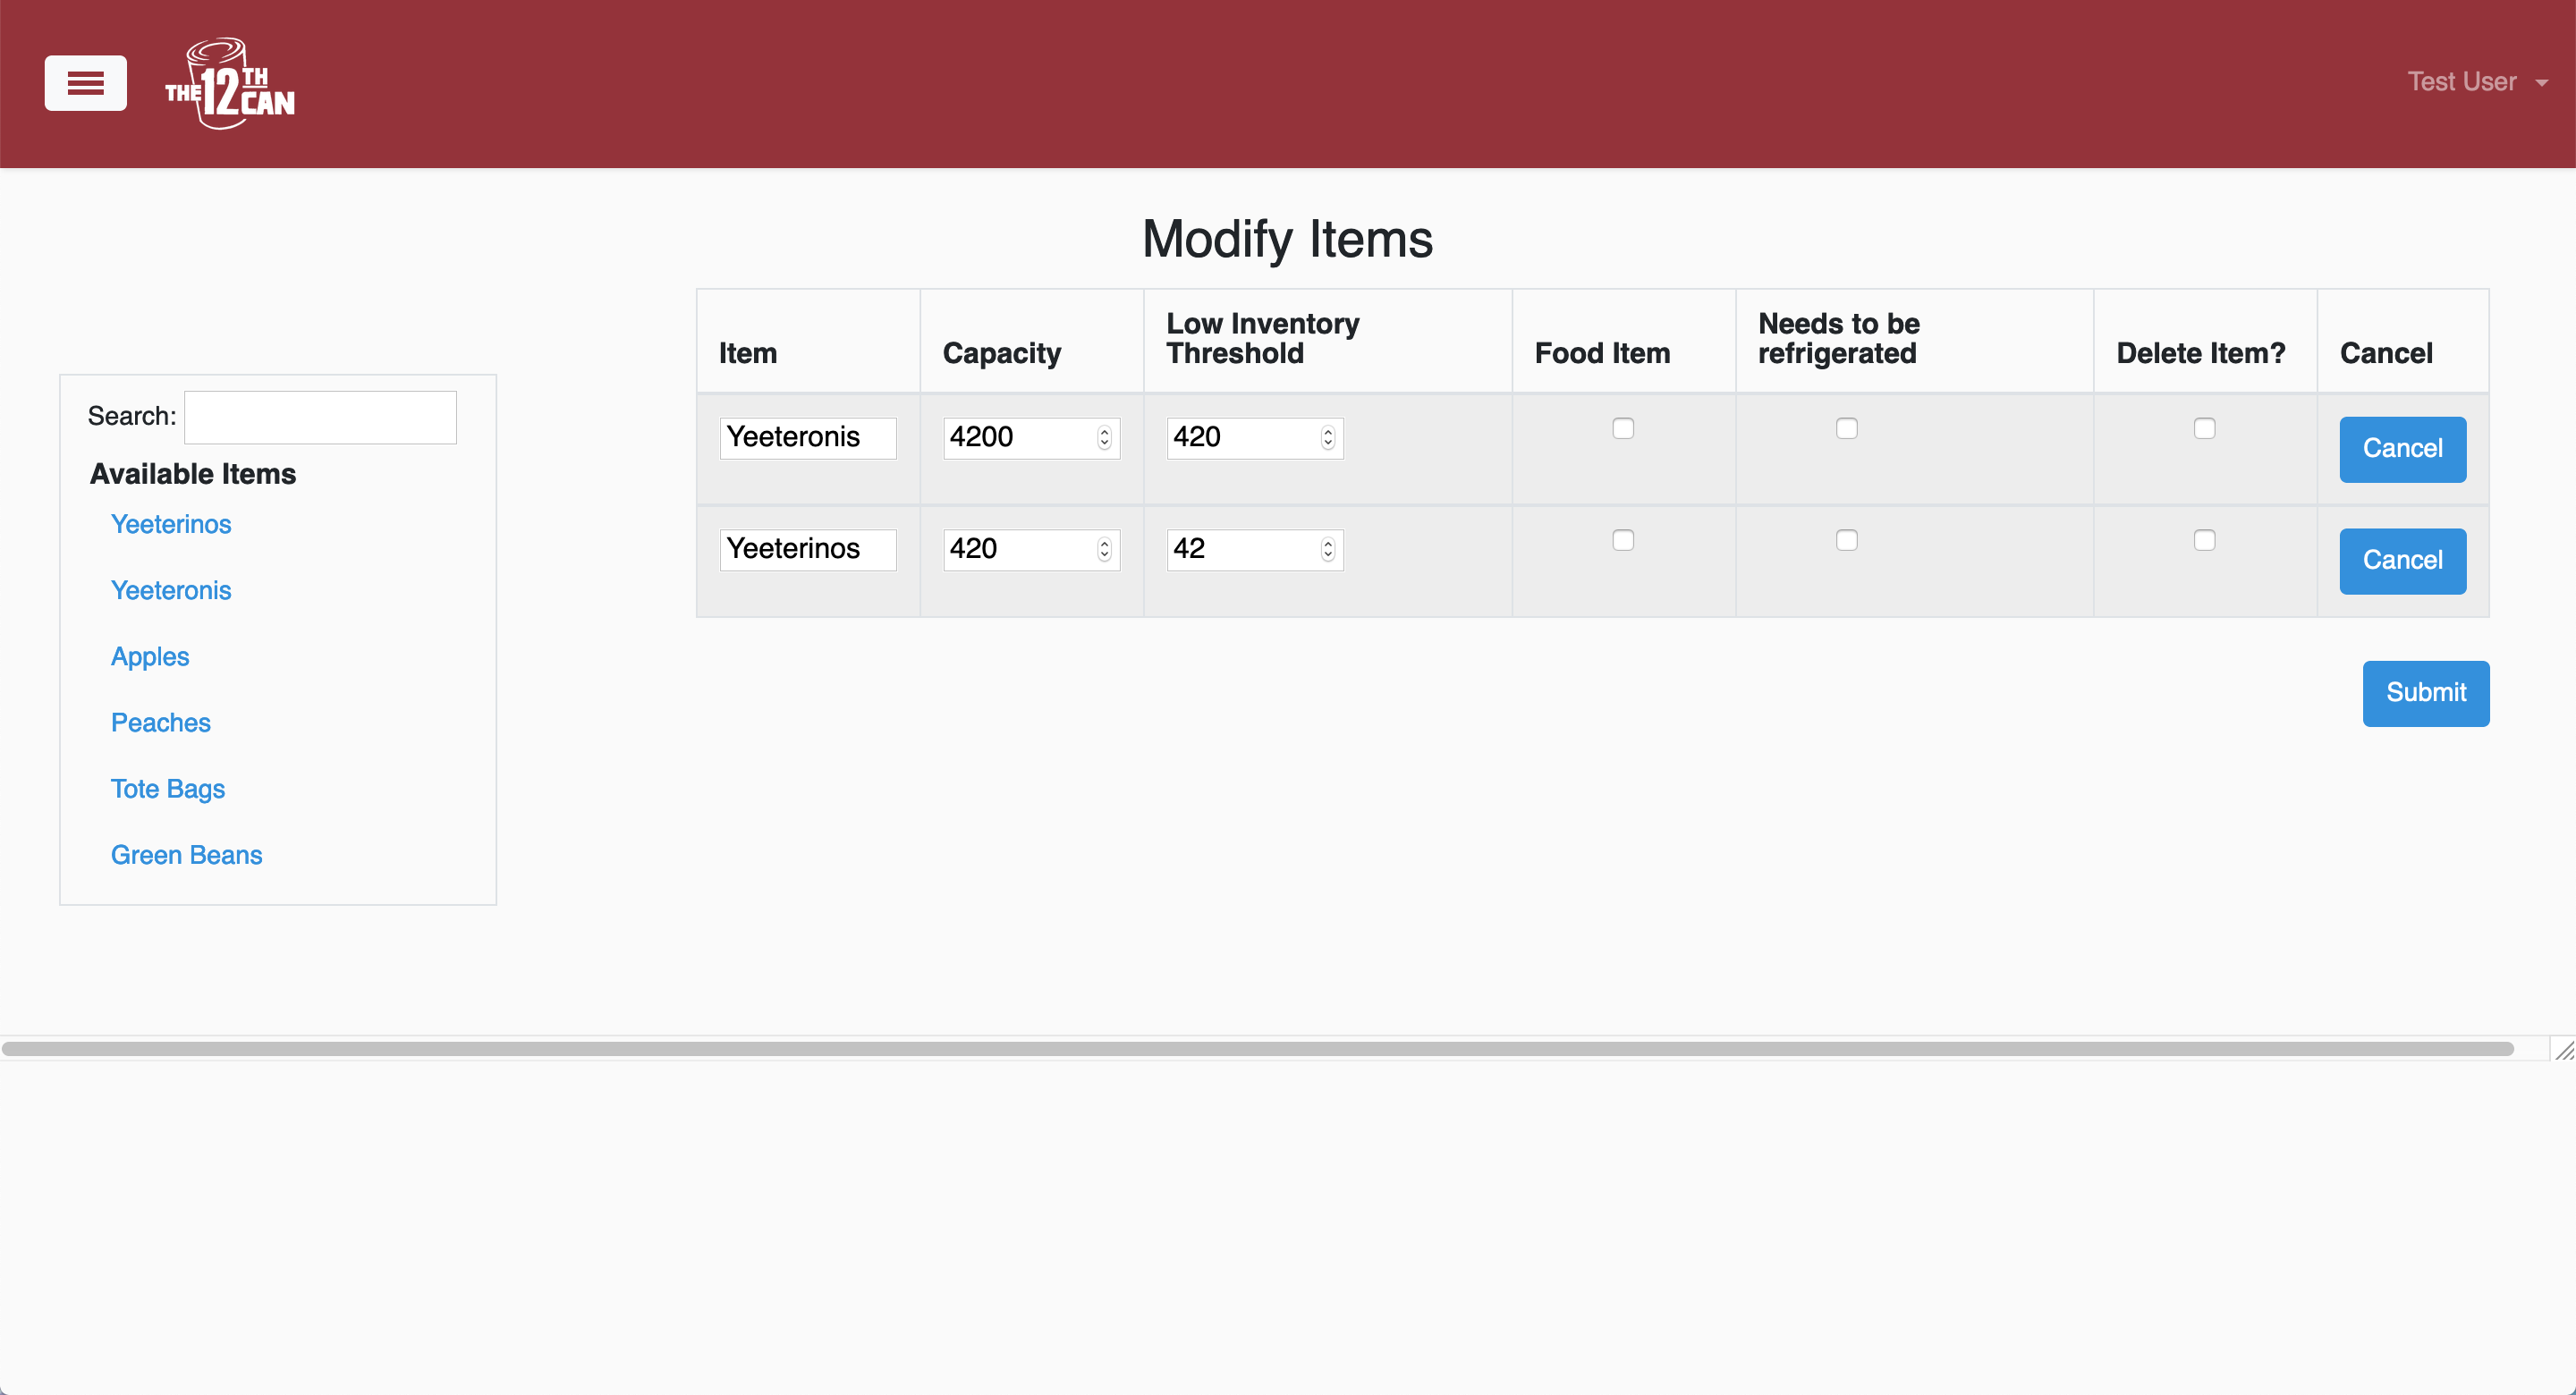 THE 12TH CAN
Test User
Modify Items
Search:
Available Items
Yeeterinos
Yeeteronis
Apples
Peaches
Tote Bags
Green Beans
Item Capacity Low Inventory Threshold Food Item Needs to be refrigerated Delete Item? Cancel
Yeeteronis 4200 420 Cancel
Yeeterinos 420 42 Cancel
Submit